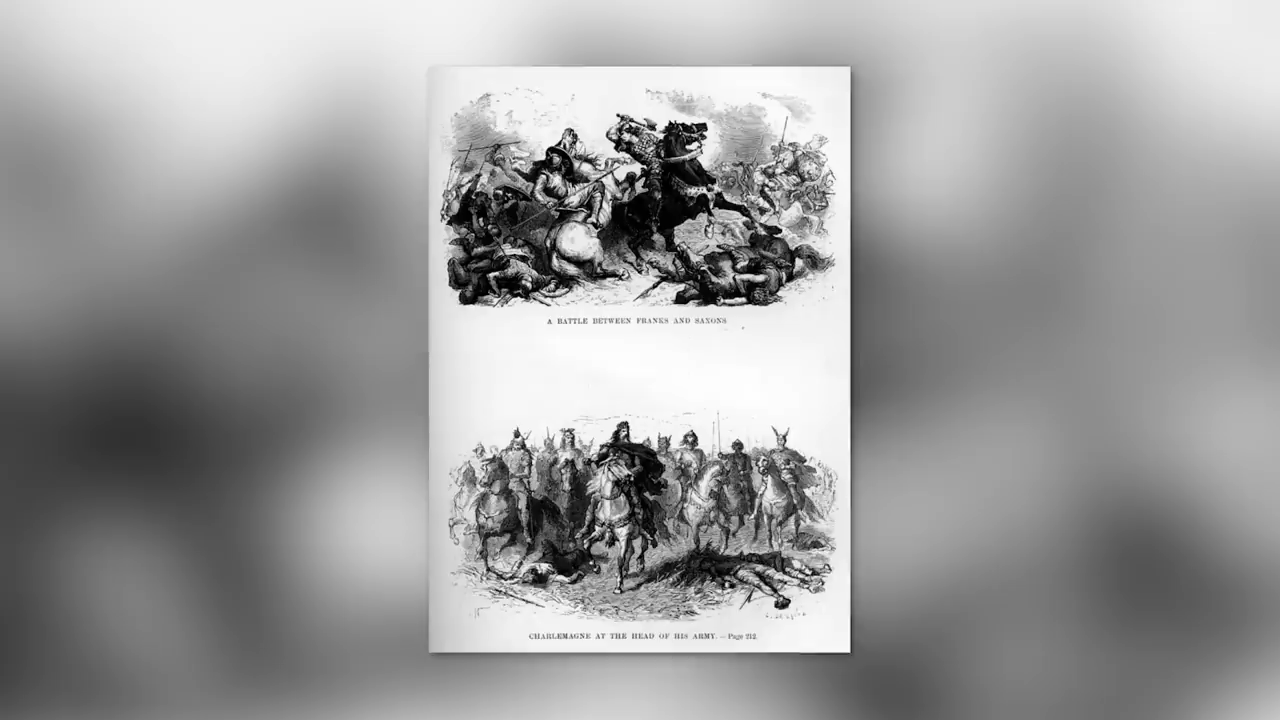 A BATTLE BETWEEN FRANKS AND SAXONS
CHARLEMAGNE AT THE HEAD OF HIS ARMY. – Page 212.